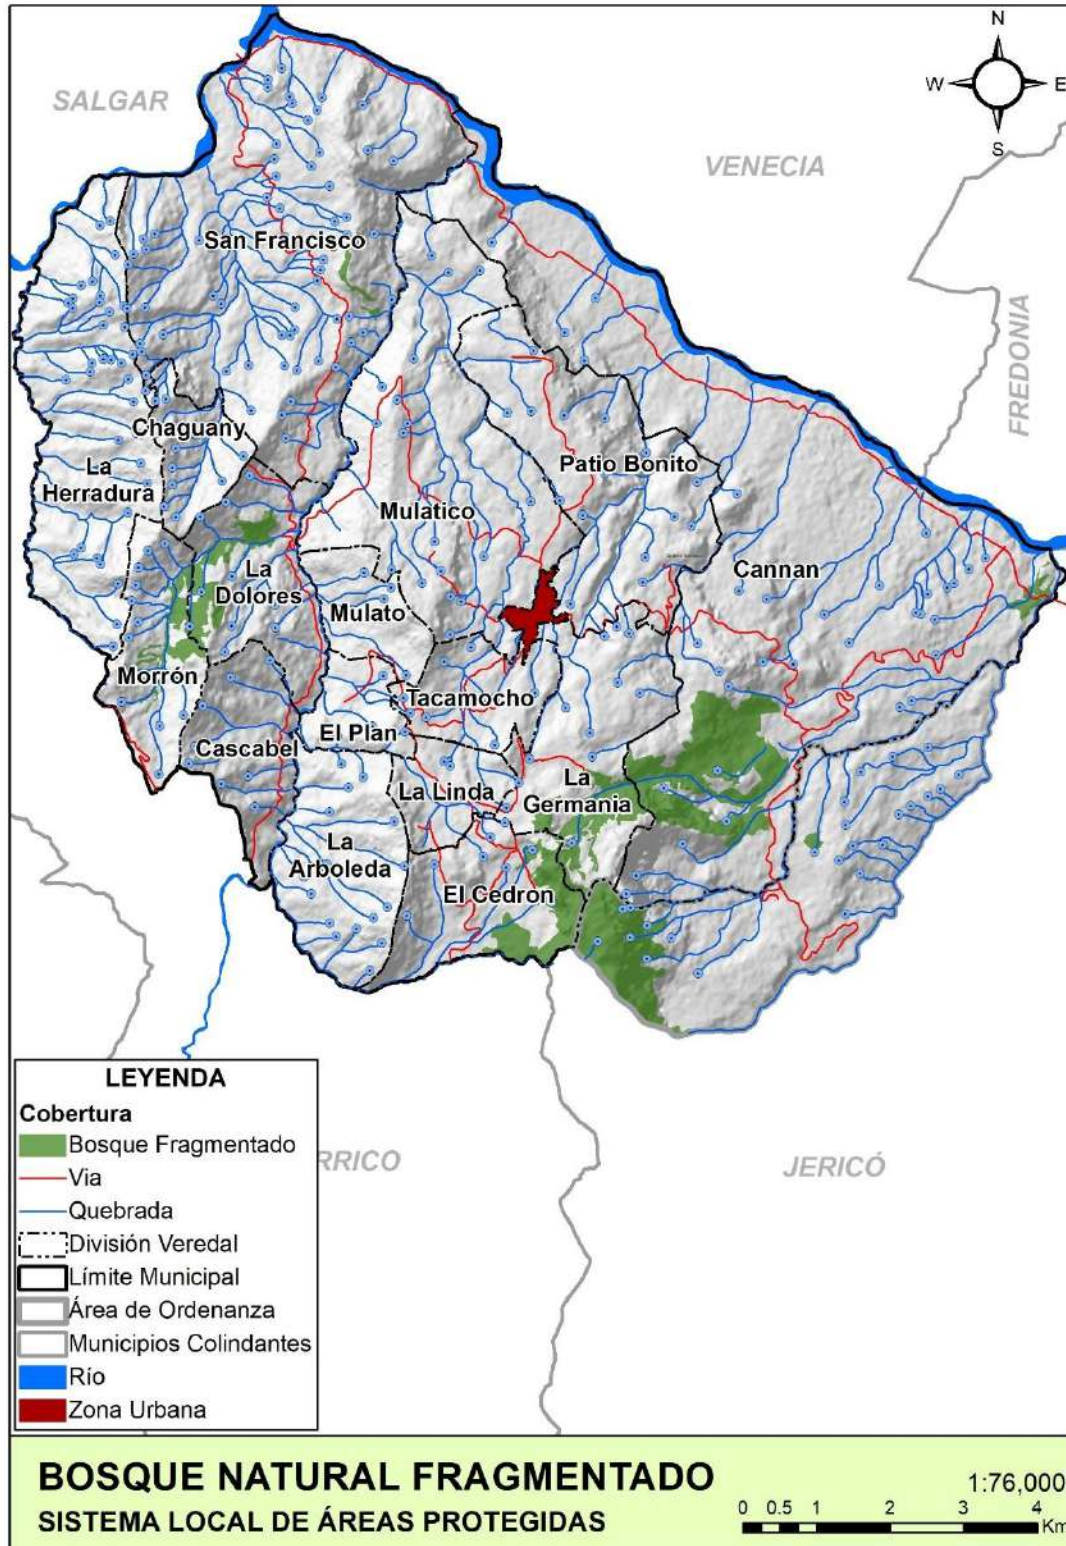 N
W
E
S
SALGAR
VENECIA
FREDONIA
San Francisco
Chaguany
La
Herradura
Patio Bonito
Mulatico
Cannan
La
Dolores
Mulato
Morrón
Tacamocho
El Plan
Cascabel
La Linda
La
Germania
La
Arboleda
El Cedron
LEYENDA
Cobertura
Bosque Fragmentado
Via
Quebrada
División Veredal
Límite Municipal
Área de Ordenanza
Municipios Colindantes
Río
Zona Urbana
RRICO
JERICÓ
BOSQUE NATURAL FRAGMENTADO
SISTEMA LOCAL DE ÁREAS PROTEGIDAS
1:76,000
0 0.5 1 2 3 4
Km